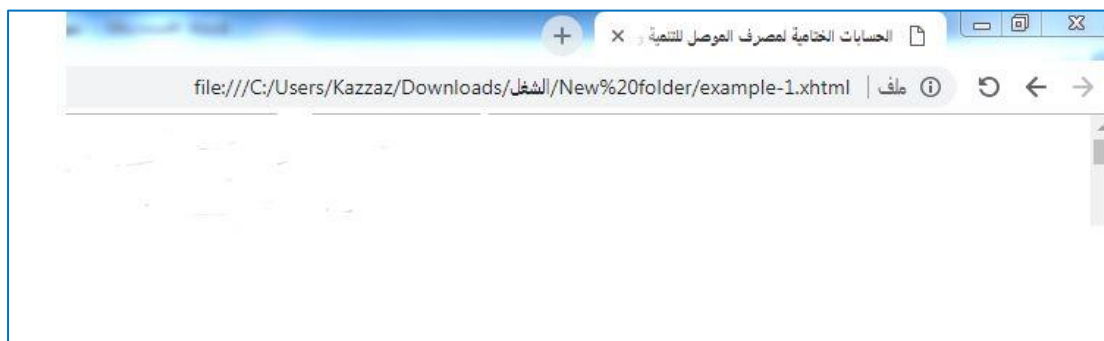 الحسابات الختامية لمصرف الموصل للتنمية و
ملف | file:///C:/Users/Kazzaz/Downloads/الشغل/New%20folder/example-1.xhtml